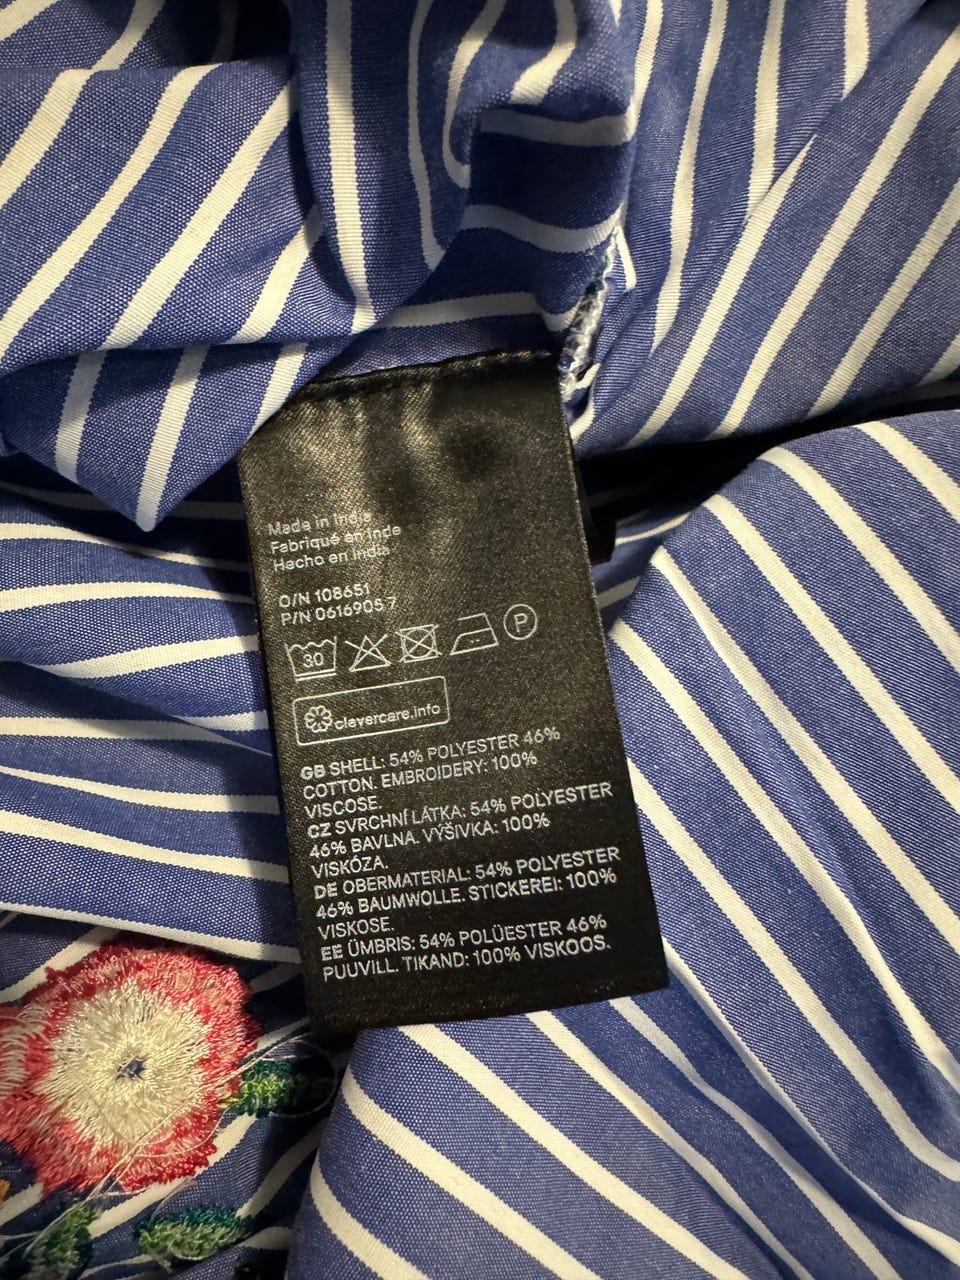 Made in India
Fabriqué en Inde
Hecho en India
O/N 108651
P/N 0616905 7
30
P
clevercare.info
GB SHELL: 54% POLYESTER 46%
COTTON. EMBROIDERY: 100%
VISCOSE.
CZ SVRCHNÍ LÁTKA: 54% POLYESTER
46% BAVLNA. VÝŠIVKA: 100%
VISKÓZA.
DE OBERMATERIAL: 54% POLYESTER
46% BAUMWOLLE. STICKEREI: 100%
VISKOSE.
EE ÜMBRIS: 54% POLÜESTER 46%
PUUVILL. TIKAND: 100% VISKOOS.